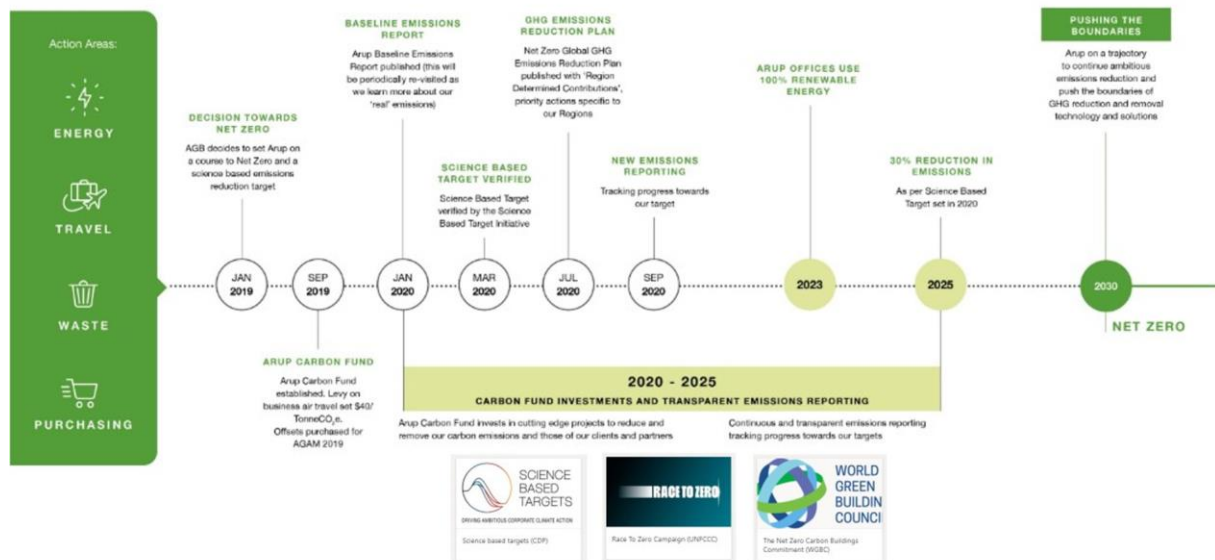 Action Areas:
ENERGY
TRAVEL
WASTE
PURCHASING
DECISION TOWARDS
NET ZERO
AGB decides to set Arup on
a course to Net Zero and a
science based emissions
reduction target
BASELINE EMISSIONS
REPORT
Arup Baseline Emissions
Report published (this will
be periodically re-visited as
we learn more about our
'real' emissions)
SCIENCE BASED
TARGET VERIFIED
Science Based Target
verified by the Science
Based Target Initiative
GHG EMISSIONS
REDUCTION PLAN
Net Zero Global GHG
Emissions Reduction Plan
published with 'Region
Determined Contributions',
priority actions specific to
our Regions
NEW EMISSIONS
REPORTING
Tracking progress towards
our target
ARUP OFFICES USE
100% RENEWABLE
ENERGY
30% REDUCTION IN
EMISSIONS
As per Science Based
Target set in 2020
PUSHING THE
BOUNDARIES
Arup on a trajectory
to continue ambitious
emissions reduction and
push the boundaries of
GHG reduction and removal
technology and solutions
JAN
2019
SEP
2019
JAN
2020
MAR
2020
JUL
2020
SEP
2020
2023
2025
2030
NET ZERO
ARUP CARBON FUND
Arup Carbon Fund
established. Levy on
business air travel set $40/
TonneCO₂e.
Offsets purchased for
AGAM 2019
2020 - 2025
CARBON FUND INVESTMENTS AND TRANSPARENT EMISSIONS REPORTING
Arup Carbon Fund invests in cutting edge projects to reduce and
remove our carbon emissions and those of our clients and partners
Continuous and transparent emissions reporting
tracking progress towards our targets
SCIENCE
BASED
TARGETS
DRIVING AMBITIOUS CORPORATE CLIMATE ACTION
Science based targets (CDP)
RACE TO ZERO
Race To Zero Campaign (UNFCCC)
WORLD
GREEN
BUILDIN
COUNCI
The Net Zero Carbon Buildings
Commitment (WGBC)